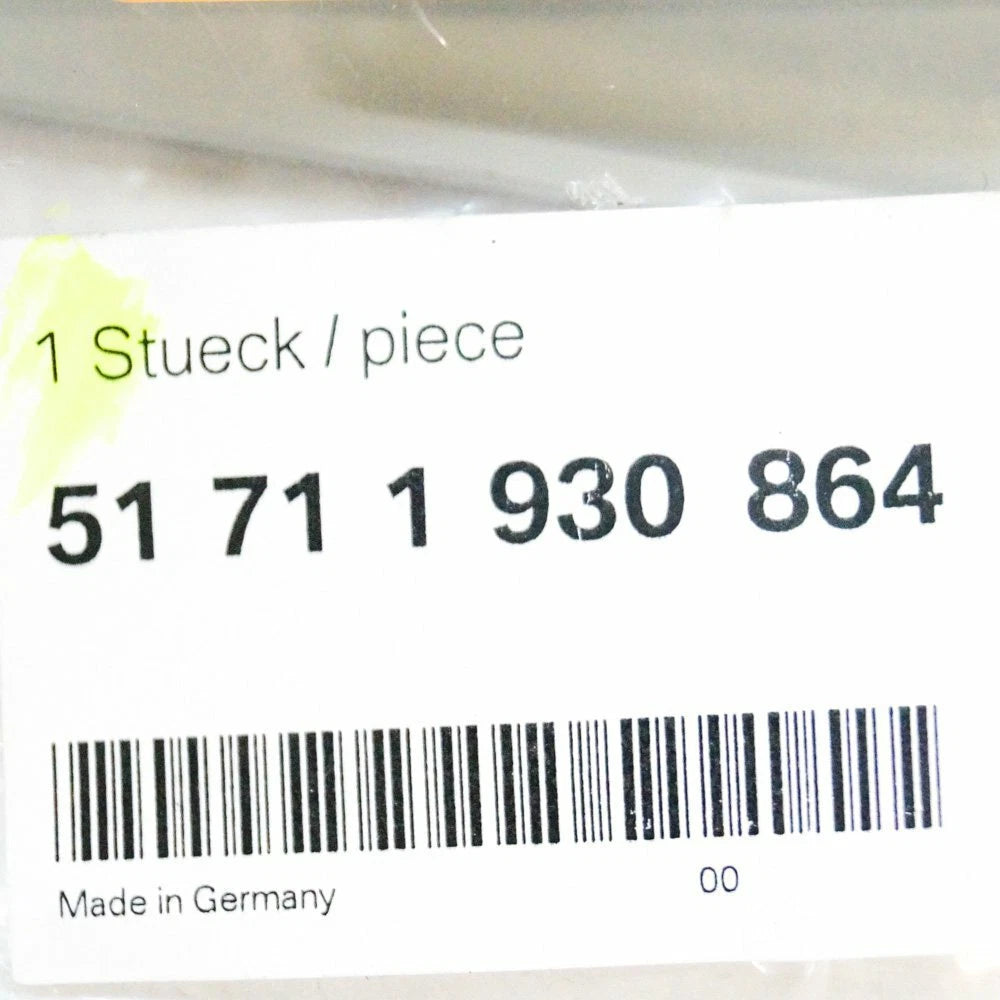 1 Stueck / piece
51 71 1 930 864
Made in Germany
00